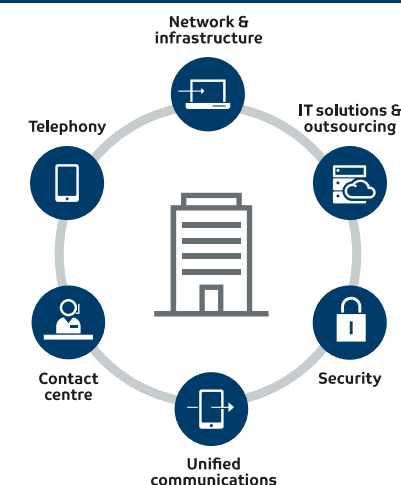 Network &
infrastructure
IT solutions &
outsourcing
Telephony
Contact
centre
Security
Unified
communications